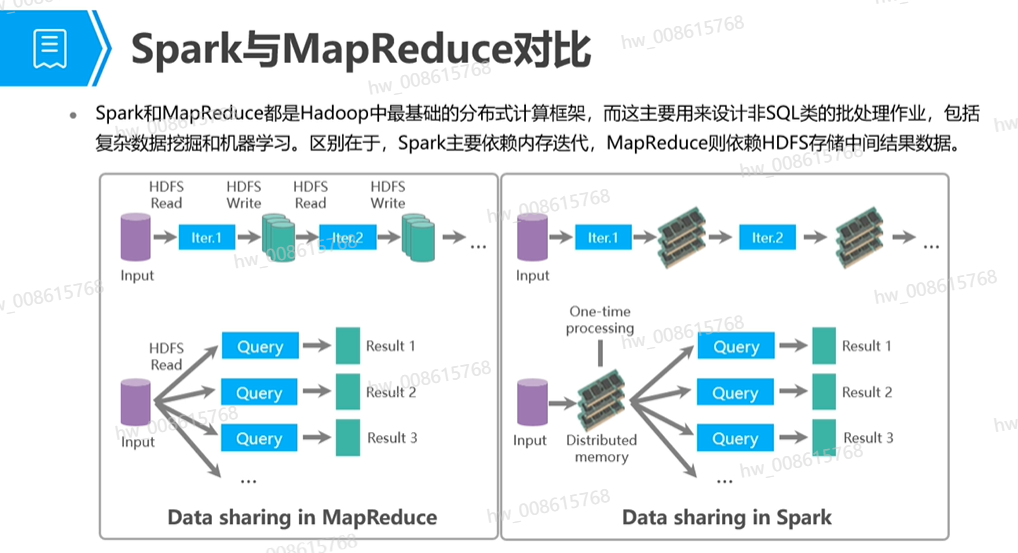 Spark与MapReduce对比
Spark和MapReduce都是Hadoop中最基础的分布式计算框架，而这主要用来设计非SQL类的批处理作业，包括
复杂数据挖掘和机器学习。区别在于，Spark主要依赖内存迭代，MapReduce则依赖HDFS存储中间结果数据。
HDFS Read
HDFS Write
HDFS Read
HDFS Write
Input
Iter.1
Iter.2
...
HDFS Read
Input
Query
Result 1
Query
Result 2
Query
Result 3
...
Data sharing in MapReduce
Input
Iter.1
Iter.2
...
One-time
processing
Input
Distributed
memory
Query
Result 1
Query
Result 2
Query
Result 3
...
Data sharing in Spark
hw_008615768